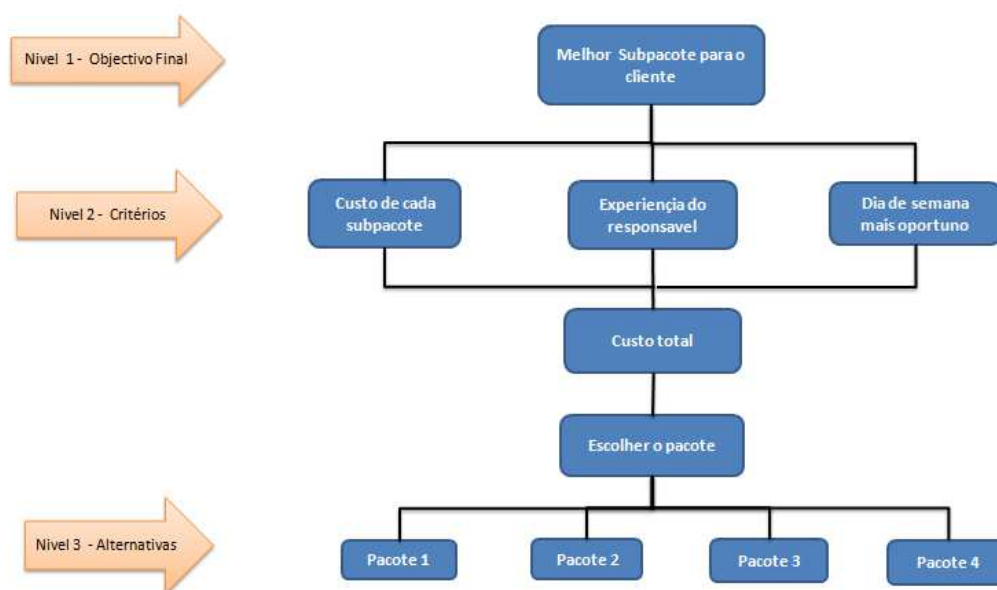 Nivel 1 - Objectivo Final
Melhor Subpacote para o
cliente
Nivel 2 - Critérios
Custo de cada
subpacote
Experiençia do
responsavel
Dia de semana
mais oportuno
Custo total
Escolher o pacote
Nivel 3 - Alternativas
Pacote 1
Pacote 2
Pacote 3
Pacote 4